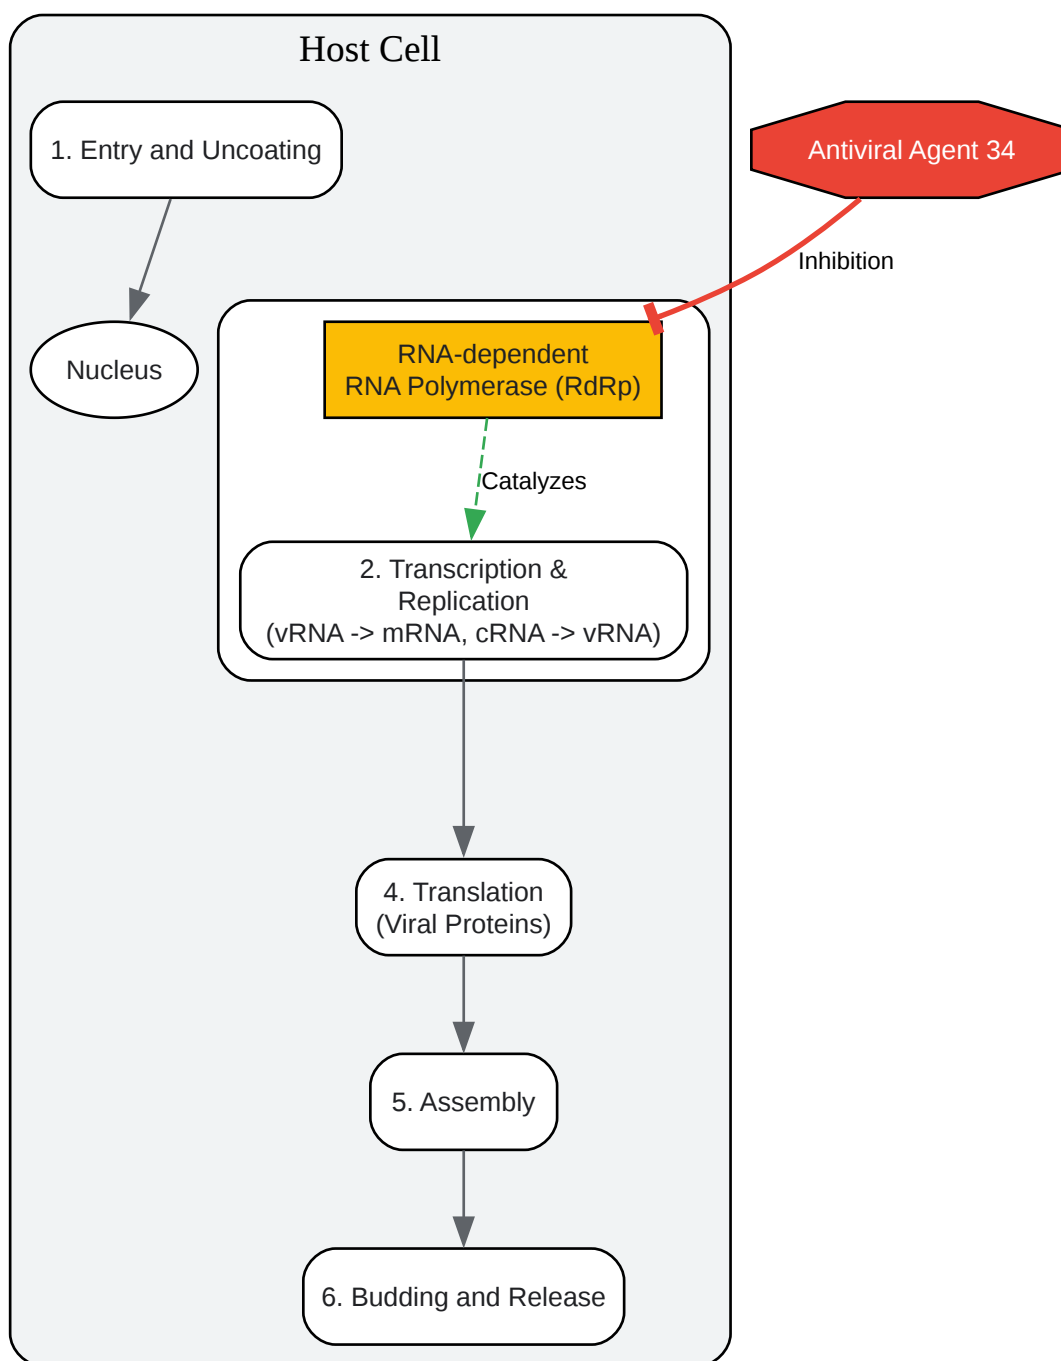 Host Cell
1. Entry and Uncoating
Antiviral Agent 34
Inhibition
Nucleus
RNA-dependent
RNA Polymerase (RdRp)
Catalyzes
2. Transcription &
Replication
(vRNA -> mRNA, cRNA -> vRNA)
4. Translation
(Viral Proteins)
5. Assembly
6. Budding and Release